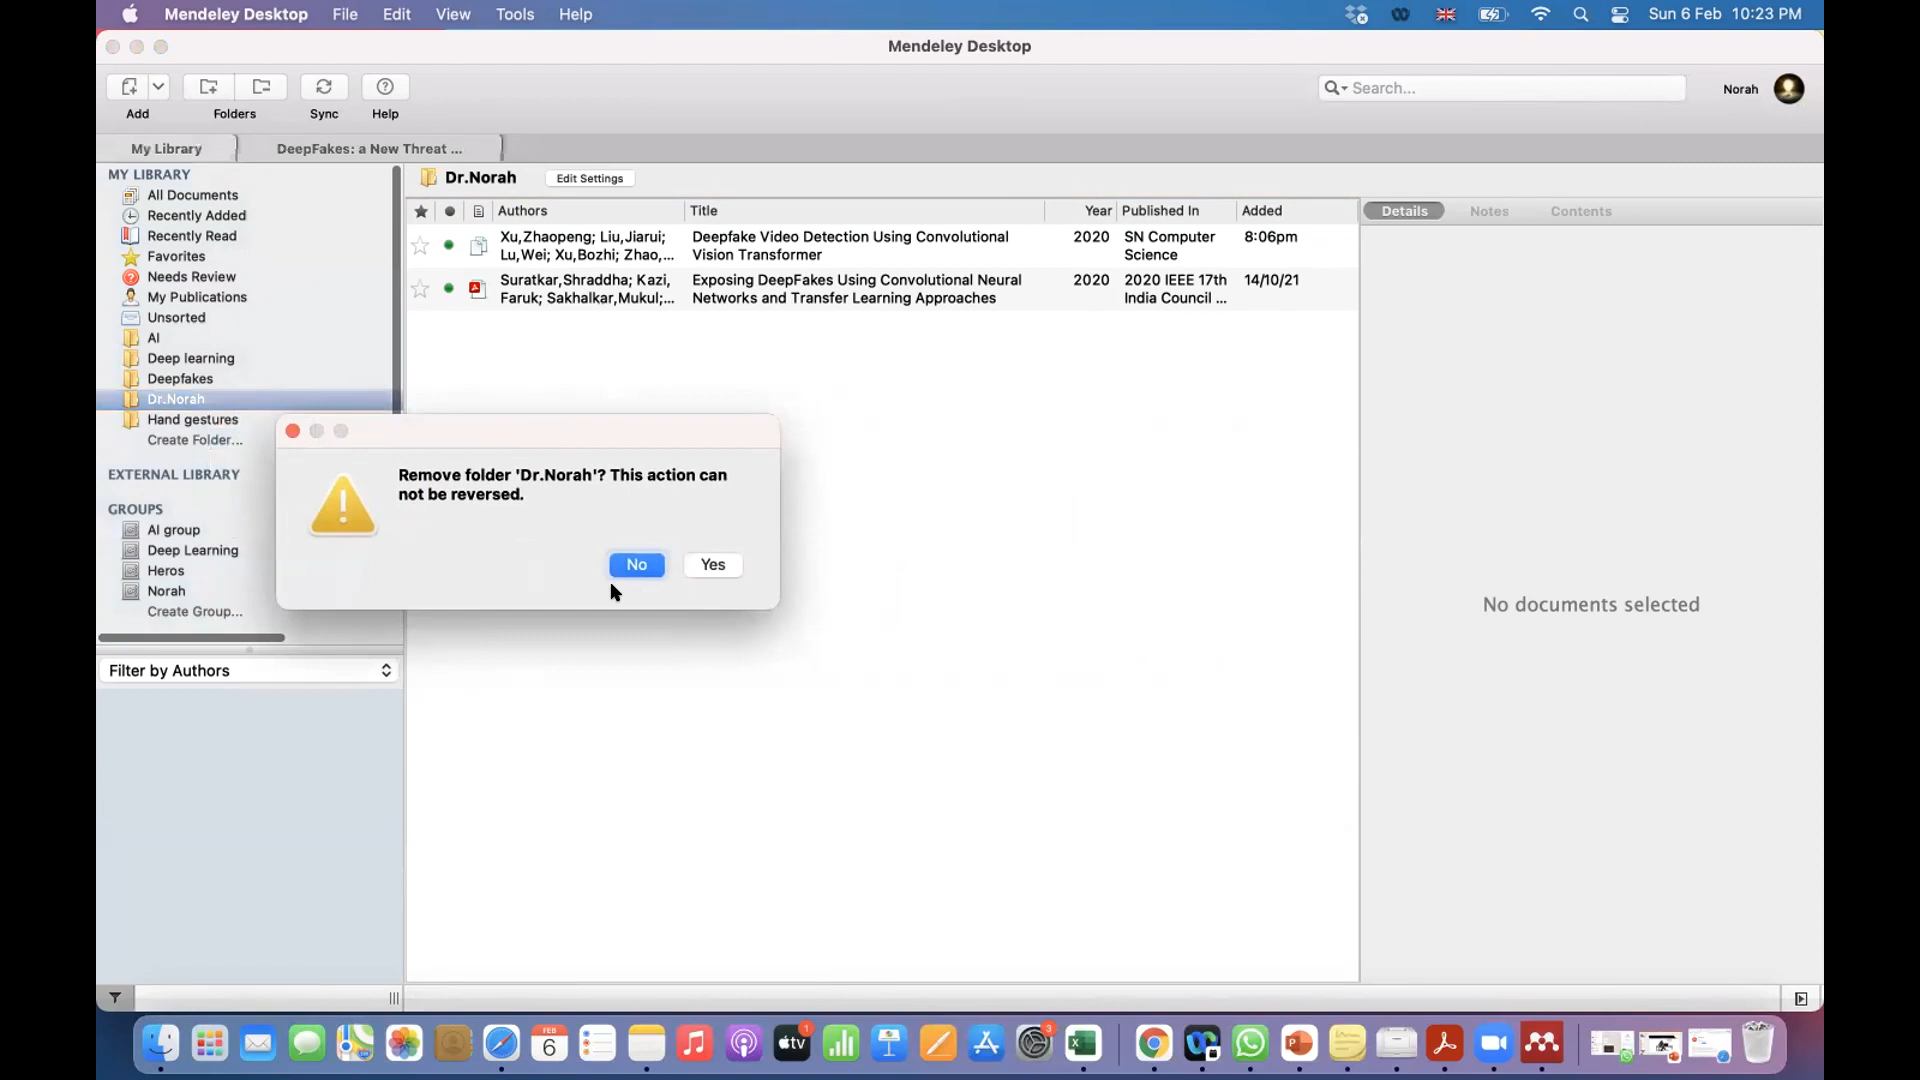 Mendeley Desktop File Edit View Tools Help Sun 6 Feb 10:23 PM
Mendeley Desktop
Search... Norah
Add Folders Sync Help
My Library DeepFakes: a New Threat ...
MY LIBRARY
All Documents
Recently Added
Recently Read
Favorites
Needs Review
My Publications
Unsorted
AI
Deep learning
Deepfakes
Dr.Norah
Hand gestures
Create Folder...
EXTERNAL LIBRARY
GROUPS
AI group
Deep Learning
Heros
Norah
Create Group...
Filter by Authors
Dr.Norah Edit Settings
Authors Title Year Published In Added
Xu,Zhaopeng; Liu,Jiarui; Deepfake Video Detection Using Convolutional 2020 SN Computer 8:06pm
Lu,Wei; Xu,Bozhi; Zhao,... Vision Transformer Science
Suratkar,Shraddha; Kazi, Exposing DeepFakes Using Convolutional Neural 2020 2020 IEEE 17th 14/10/21
Faruk; Sakhalkar,Mukul;... Networks and Transfer Learning Approaches India Council ...
Remove folder 'Dr.Norah'? This action can
not be reversed.
No Yes
Details Notes Contents
No documents selected
FEB
6
tv
1
3